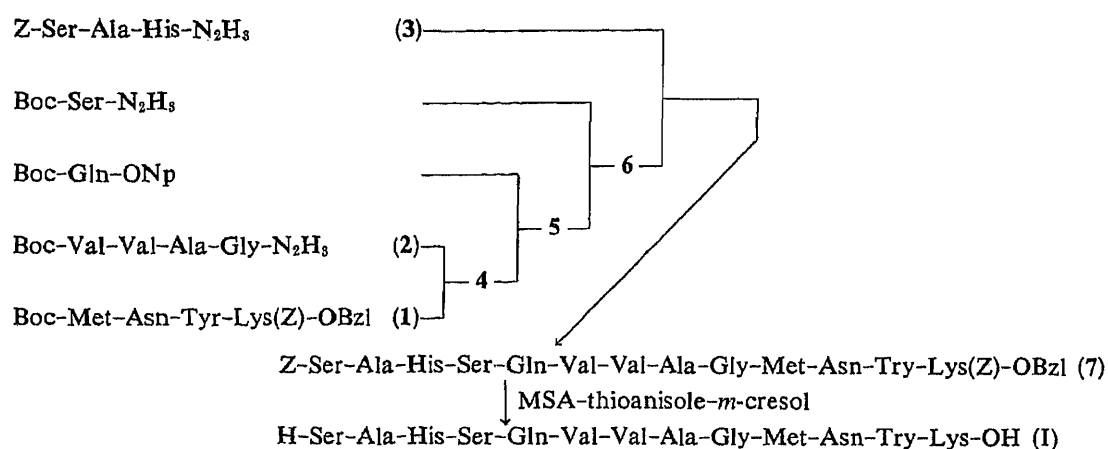 Z-Ser-Ala-His-N₂H₃ (3)
Boc-Ser-N₂H₃
6
Boc-Gln-ONp
5
Boc-Val-Val-Ala-Gly-N₂H₃ (2)
4
Boc-Met-Asn-Tyr-Lys(Z)-OBzl (1)
Z-Ser-Ala-His-Ser-Gln-Val-Val-Ala-Gly-Met-Asn-Try-Lys(Z)-OBzl (7)
MSA-thioanisole-m-cresol
H-Ser-Ala-His-Ser-Gln-Val-Val-Ala-Gly-Met-Asn-Try-Lys-OH (I)